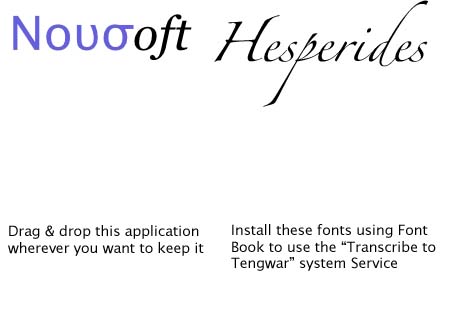 Νουσoft Hesperides
Drag & drop this application
wherever you want to keep it
Install these fonts using Font
Book to use the “Transcribe to
Tengwar” system Service